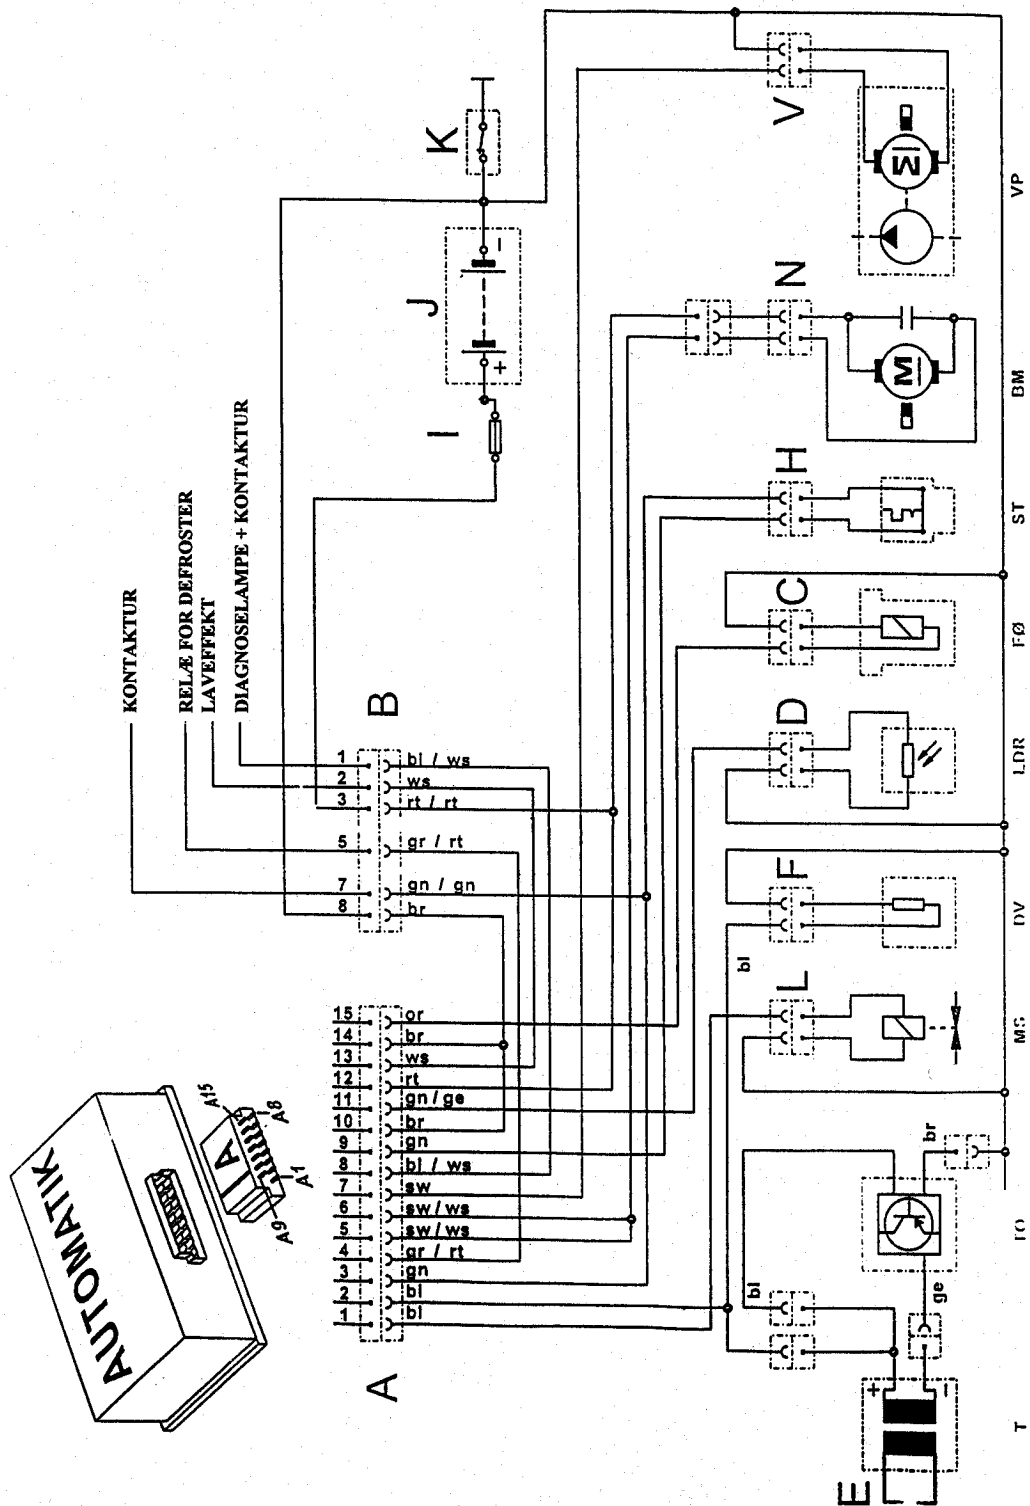 AUTOMATIK
A
A15
A8
A1
A9
KONTAKTUR
RELÆ FOR DEFROSTER
LAVEFFEKT
DIAGNOSELAMPE + KONTAKTUR
K
J
I
+
−
B
1 bl / ws
2 ws
3 rt / rt
5 gr / rt
7 gn / gn
8 br
A
15 or
14 br
13 ws
12 rt
11 gn / ge
10 br
9 gn
8 bl / ws
7 sw
6 sw / ws
5 sw / ws
4 gr / rt
3 gn
2 bl
1 bl
V
N
H
C
D
F
L
E
bl
bl
br
ge
+
−
M
M
T
MS
DV
LDR
FØ
ST
BM
VP